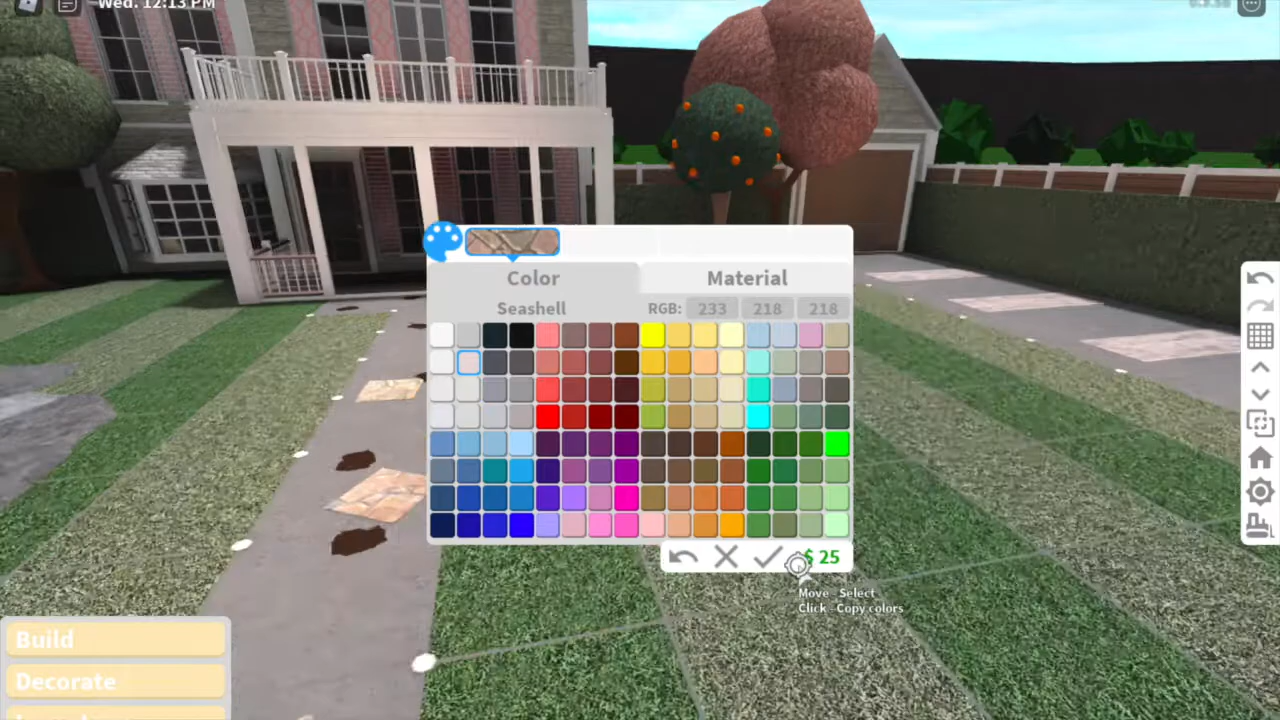 Wed. 12:13 PM
Color
Material
Seashell
RGB: 233 218 218
$ 25
Move - Select
Click - Copy colors
Build
Decorate